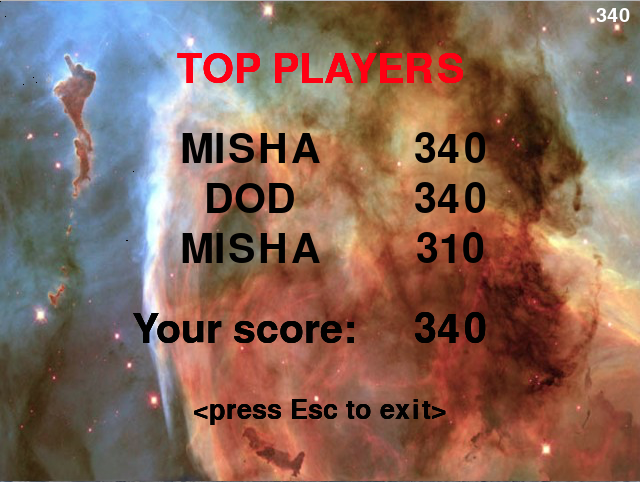 340
TOP PLAYERS
MISHA 340
DOD 340
MISHA 310
Your score: 340
<press Esc to exit>